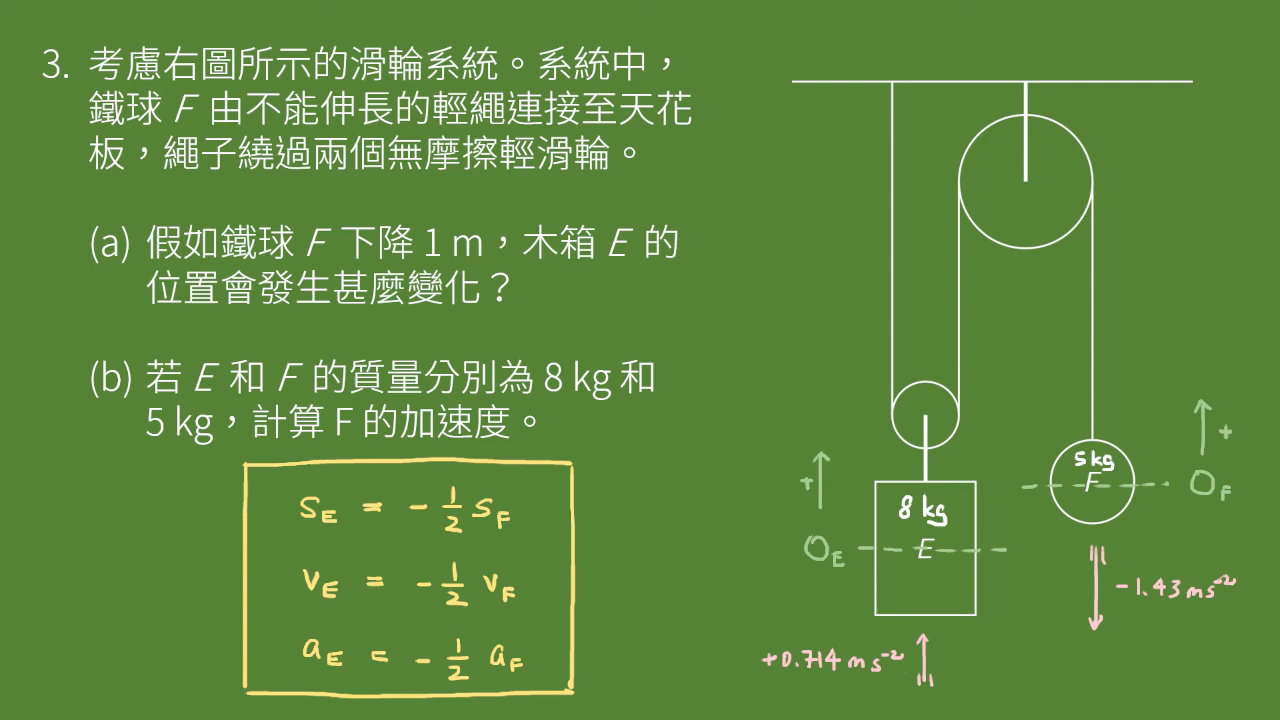 3. 考慮右圖所示的滑輪系統。系統中，
鐵球 F 由不能伸長的輕繩連接至天花
板，繩子繞過兩個無摩擦輕滑輪。
(a) 假如鐵球 F 下降 1 m，木箱 E 的
位置會發生甚麼變化？
(b) 若 E 和 F 的質量分別為 8 kg 和
5 kg，計算 F 的加速度。
S_E = -1/2 S_F
v_E = -1/2 v_F
a_E = -1/2 a_F
+
O_E
8 kg
E
+0.714 ms⁻²
5kg
F
+
O_F
-1.43 ms⁻²